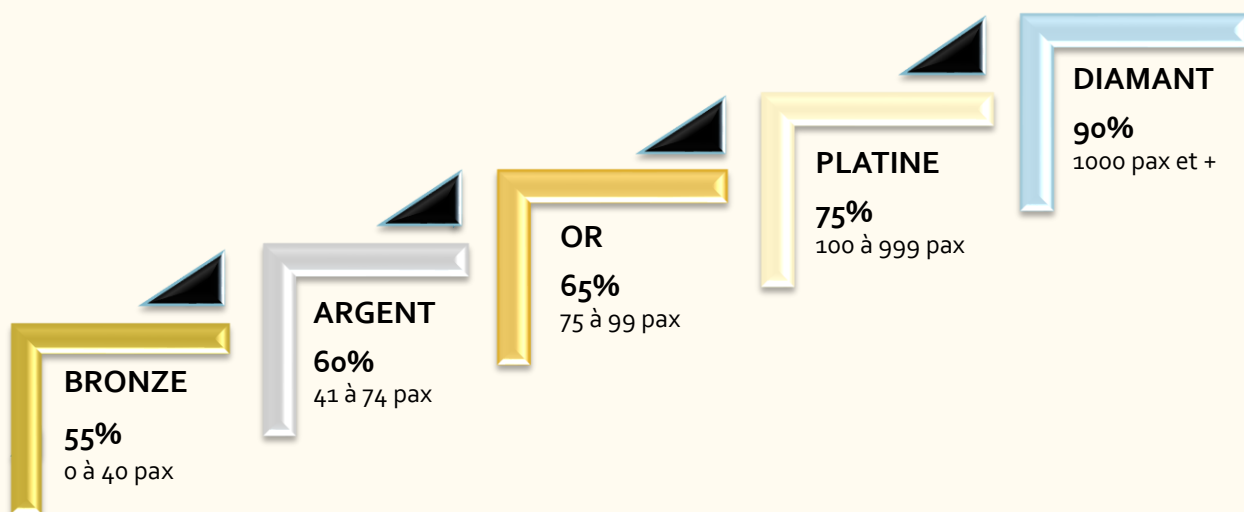 BRONZE
55%
0 à 40 pax
ARGENT
60%
41 à 74 pax
OR
65%
75 à 99 pax
PLATINE
75%
100 à 999 pax
DIAMANT
90%
1000 pax et +